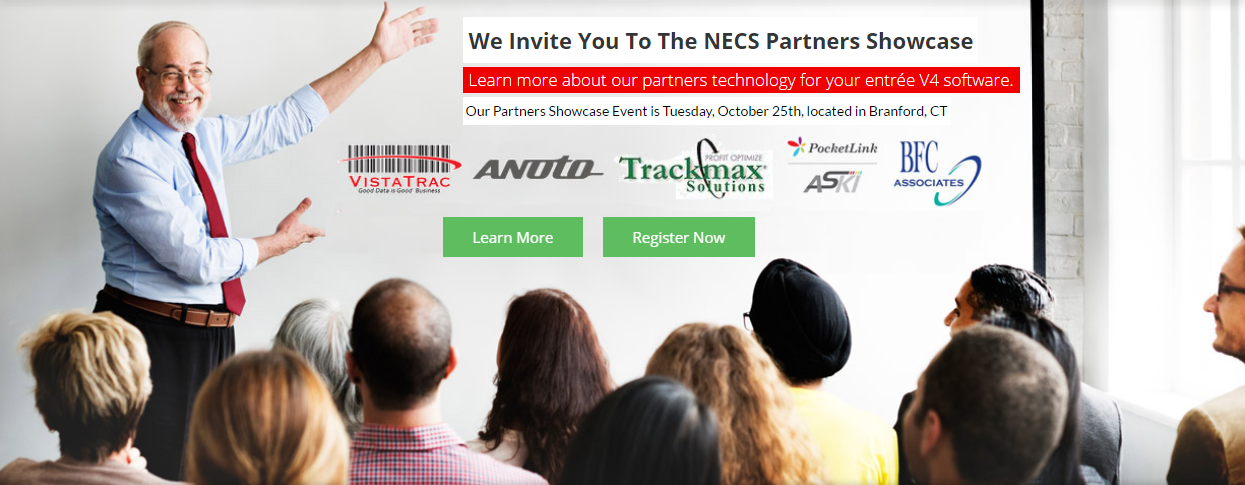 We Invite You To The NECS Partners Showcase
Learn more about our partners technology for your entrée V4 software.
Our Partners Showcase Event is Tuesday, October 25th, located in Branford, CT
VISTATRAC
Good Data is Good Business
ANOTO
PROFIT OPTIMIZE
Trackmax®
Solutions
PocketLink
ASKI
BFC
ASSOCIATES
Learn More
Register Now